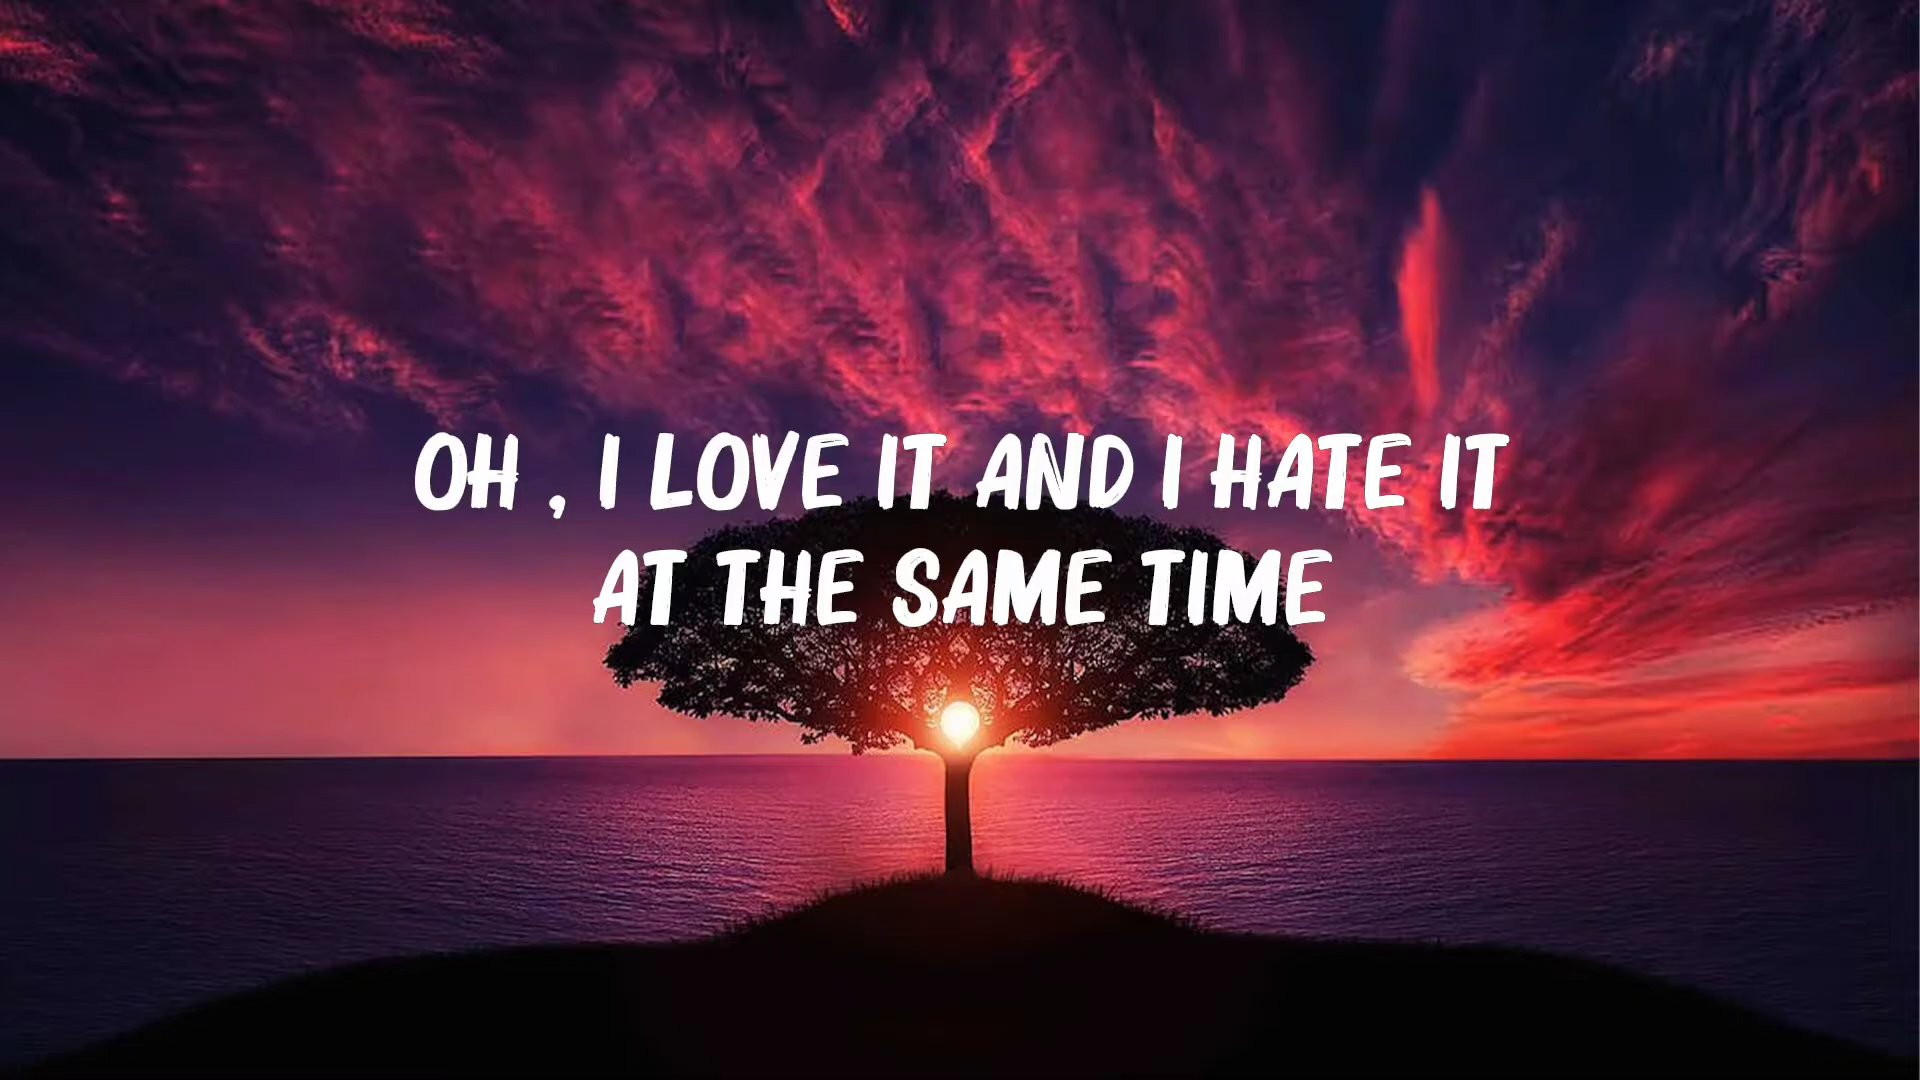 OH , I LOVE IT AND I HATE IT
AT THE SAME TIME